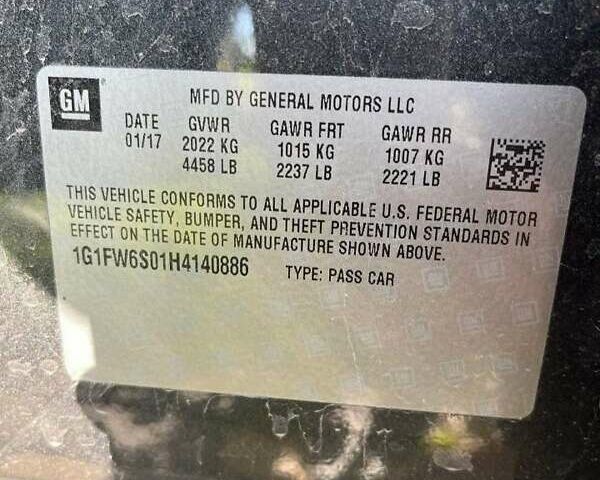 GM
MFD BY GENERAL MOTORS LLC
DATE GVWR GAWR FRT GAWR RR
01/17 2022 KG 1015 KG 1007 KG
4458 LB 2237 LB 2221 LB
THIS VEHICLE CONFORMS TO ALL APPLICABLE U.S. FEDERAL MOTOR
VEHICLE SAFETY, BUMPER, AND THEFT PREVENTION STANDARDS IN
EFFECT ON THE DATE OF MANUFACTURE SHOWN ABOVE.
1G1FW6S01H4140886 TYPE: PASS CAR